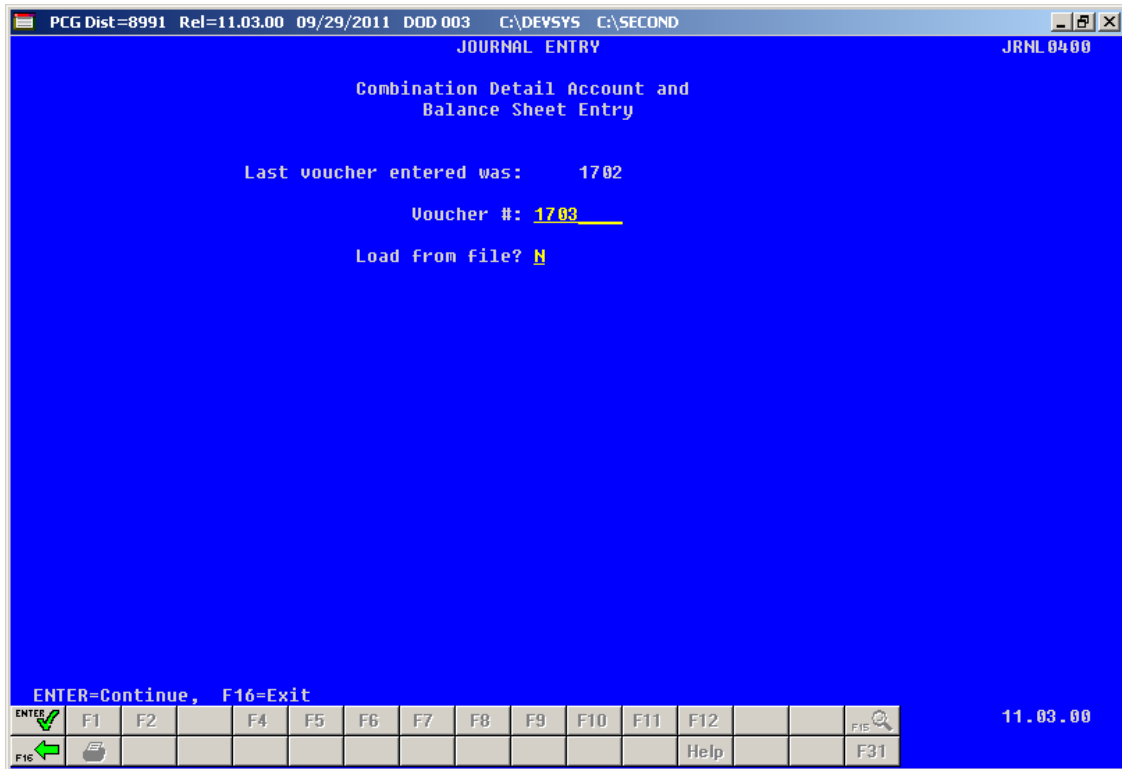 PCG Dist=8991 Rel=11.03.00 09/29/2011 DOD 003 C:\DEVSYS C:\SECOND
JOURNAL ENTRY JRNL0400
Combination Detail Account and
Balance Sheet Entry
Last voucher entered was: 1702
Voucher #: 1703
Load from file? N
ENTER=Continue, F16=Exit
ENTER F1 F2 F4 F5 F6 F7 F8 F9 F10 F11 F12 F15 11.03.00
F16 Help F31